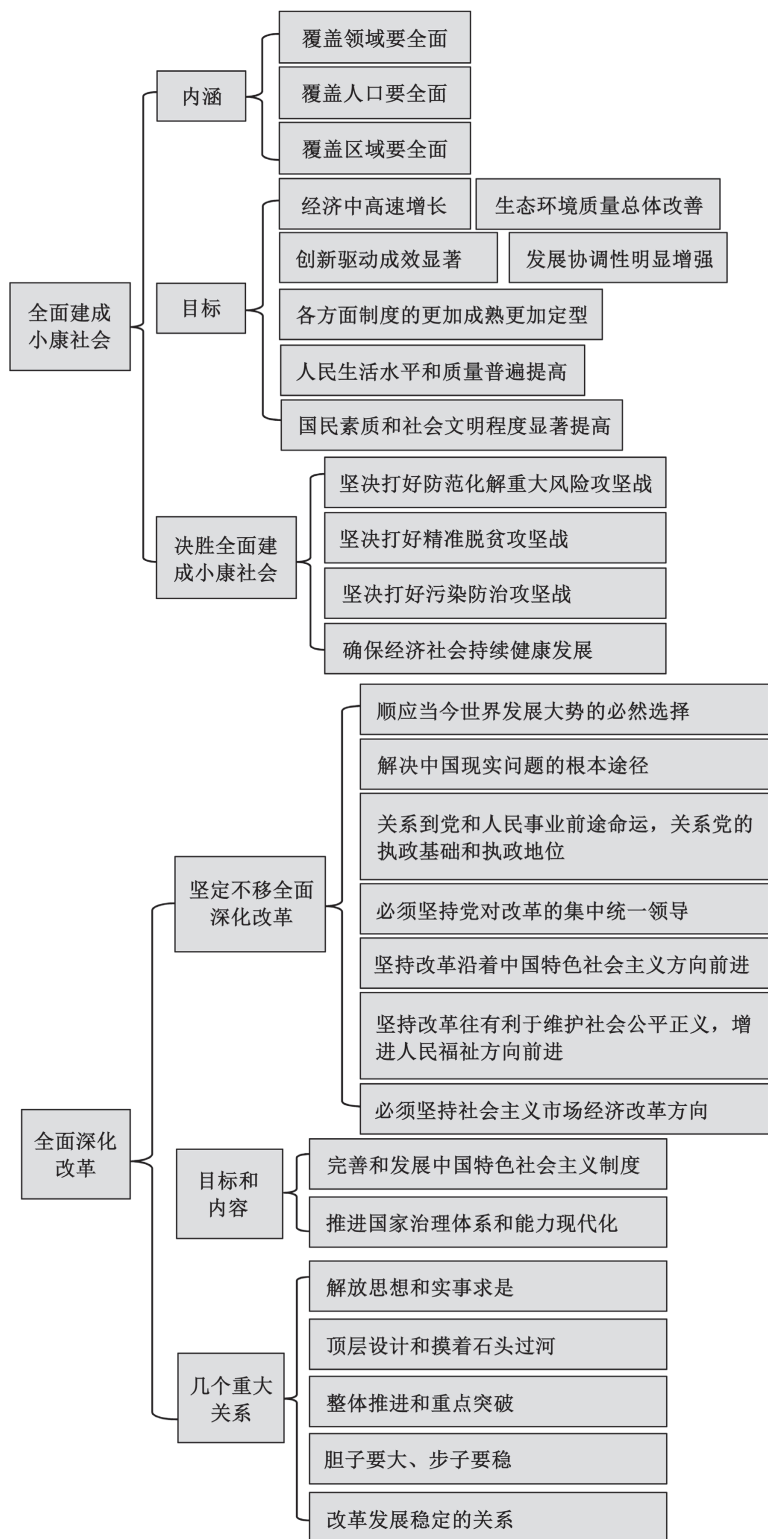 全面建成
小康社会
内涵
覆盖领域要全面
覆盖人口要全面
覆盖区域要全面
目标
经济中高速增长
生态环境质量总体改善
创新驱动成效显著
发展协调性明显增强
各方面制度的更加成熟更加定型
人民生活水平和质量普遍提高
国民素质和社会文明程度显著提高
决胜全面建
成小康社会
坚决打好防范化解重大风险攻坚战
坚决打好精准脱贫攻坚战
坚决打好污染防治攻坚战
确保经济社会持续健康发展
全面深化
改革
坚定不移全面
深化改革
顺应当今世界发展大势的必然选择
解决中国现实问题的根本途径
关系到党和人民事业前途命运，关系党的
执政基础和执政地位
必须坚持党对改革的集中统一领导
坚持改革沿着中国特色社会主义方向前进
坚持改革往有利于维护社会公平正义，增
进人民福祉方向前进
必须坚持社会主义市场经济改革方向
目标和
内容
完善和发展中国特色社会主义制度
推进国家治理体系和能力现代化
几个重大
关系
解放思想和实事求是
顶层设计和摸着石头过河
整体推进和重点突破
胆子要大、步子要稳
改革发展稳定的关系